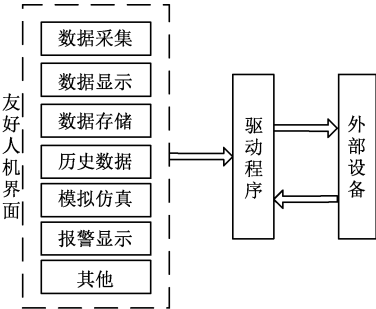 友好人机界面
数据采集
数据显示
数据存储
历史数据
模拟仿真
报警显示
其他
驱动程序
外部设备